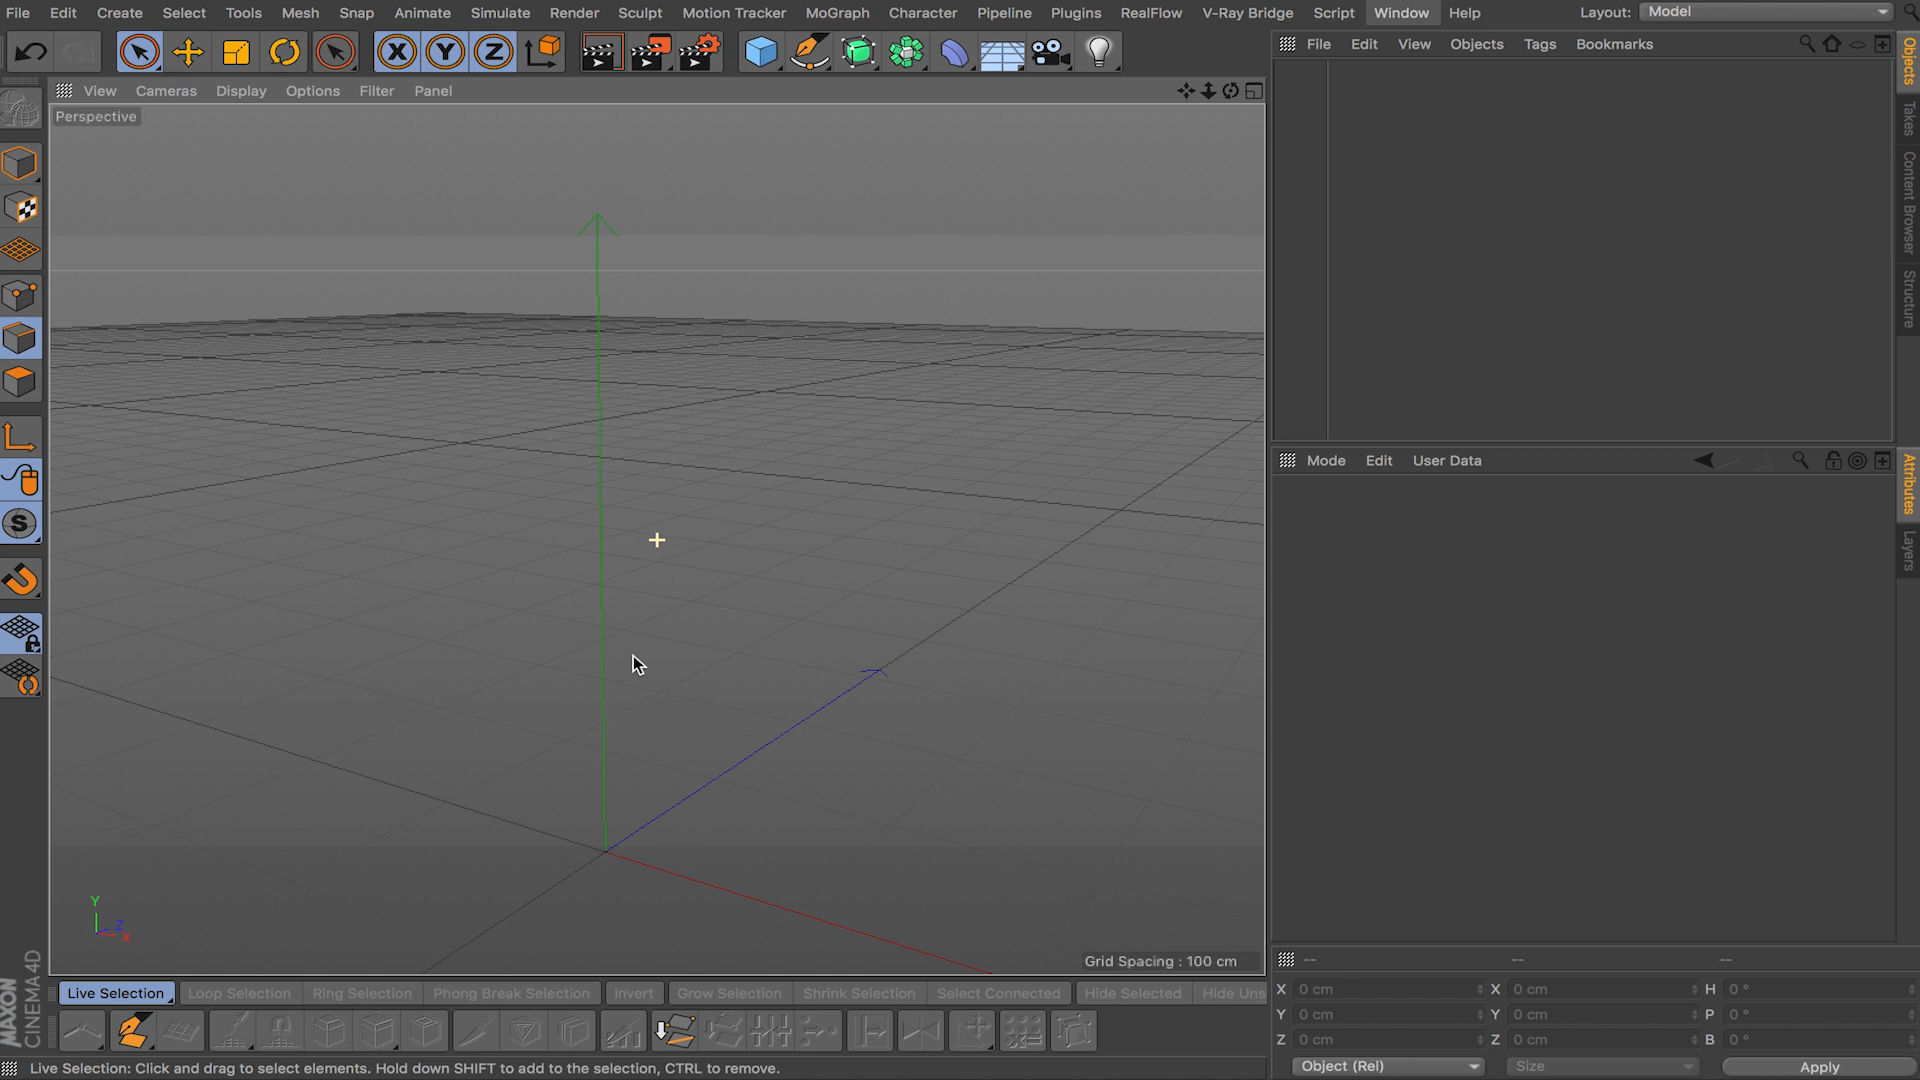 File Edit Create Select Tools Mesh Snap Animate Simulate Render Sculpt Motion Tracker MoGraph Character Pipeline Plugins RealFlow V-Ray Bridge Script Window Help Layout: Model
X Y Z
File Edit View Objects Tags Bookmarks
Objects
Takes
Content Browser
Structure
View Cameras Display Options Filter Panel
Perspective
Mode Edit User Data
Attributes
Layers
S
Y
Z
X
Grid Spacing : 100 cm
MAXON
CINEMA 4D
Live Selection Loop Selection Ring Selection Phong Break Selection Invert Grow Selection Shrink Selection Select Connected Hide Selected Hide Uns
-- -- --
X 0 cm X 0 cm H 0 °
Y 0 cm Y 0 cm P 0 °
Z 0 cm Z 0 cm B 0 °
Object (Rel) Size Apply
Live Selection: Click and drag to select elements. Hold down SHIFT to add to the selection, CTRL to remove.